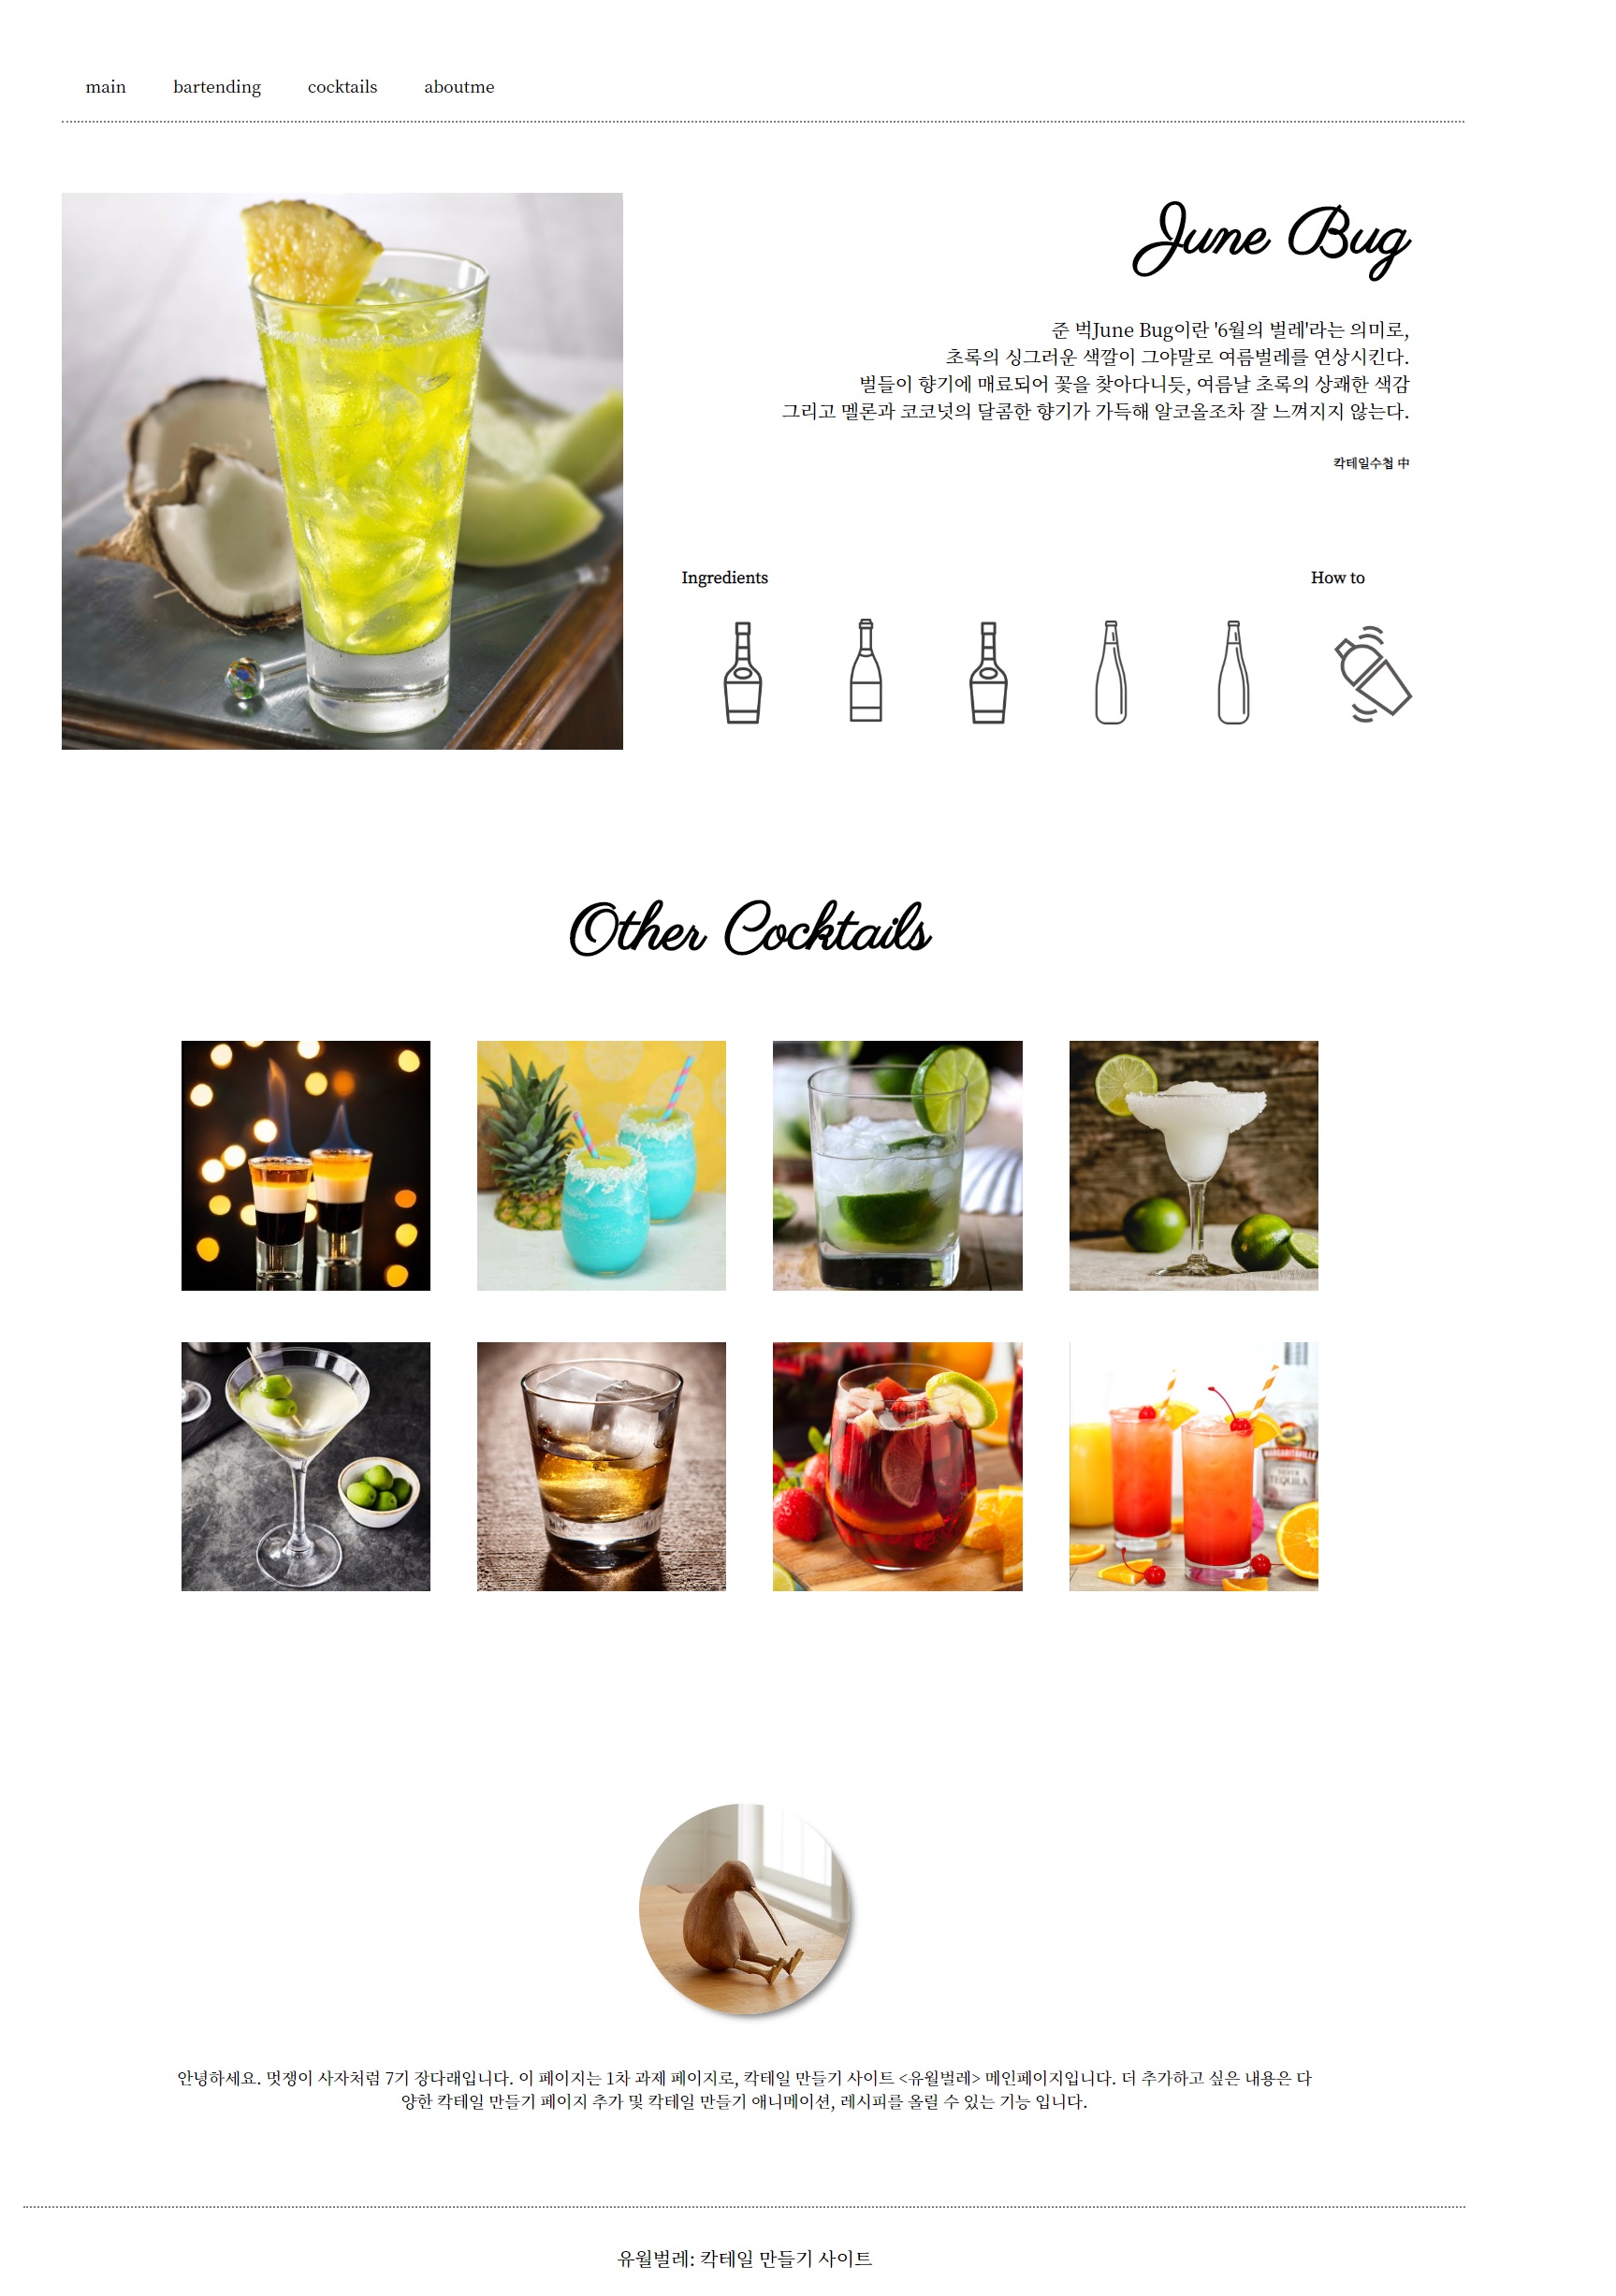 main bartending cocktails aboutme
June Bug
준 벅June Bug이란 '6월의 벌레'라는 의미로,
초록의 싱그러운 색깔이 그야말로 여름벌레를 연상시킨다.
벌들이 향기에 매료되어 꽃을 찾아다니듯, 여름날 초록의 상쾌한 색감
그리고 멜론과 코코넛의 달콤한 향기가 가득해 알코올조차 잘 느껴지지 않는다.
칵테일수첩 中
Ingredients How to
Other Cocktails
MARGARITAVILLE
SILVER
TEQUILA
안녕하세요. 멋쟁이 사자처럼 7기 장다래입니다. 이 페이지는 1차 과제 페이지로, 칵테일 만들기 사이트 <유월벌레> 메인페이지입니다. 더 추가하고 싶은 내용은 다
양한 칵테일 만들기 페이지 추가 및 칵테일 만들기 애니메이션, 레시피를 올릴 수 있는 기능 입니다.
유월벌레: 칵테일 만들기 사이트